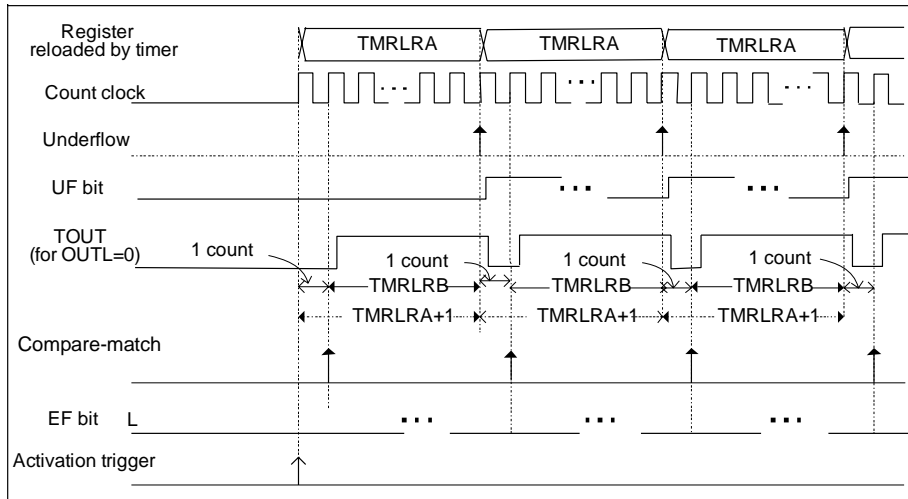 Register
reloaded by timer
TMRLRA TMRLRA TMRLRA
Count clock
Underflow
UF bit
TOUT
(for OUTL=0)
1 count 1 count 1 count 1 count
TMRLRB TMRLRB TMRLRB
TMRLRA+1 TMRLRA+1 TMRLRA+1
Compare-match
EF bit L
Activation trigger